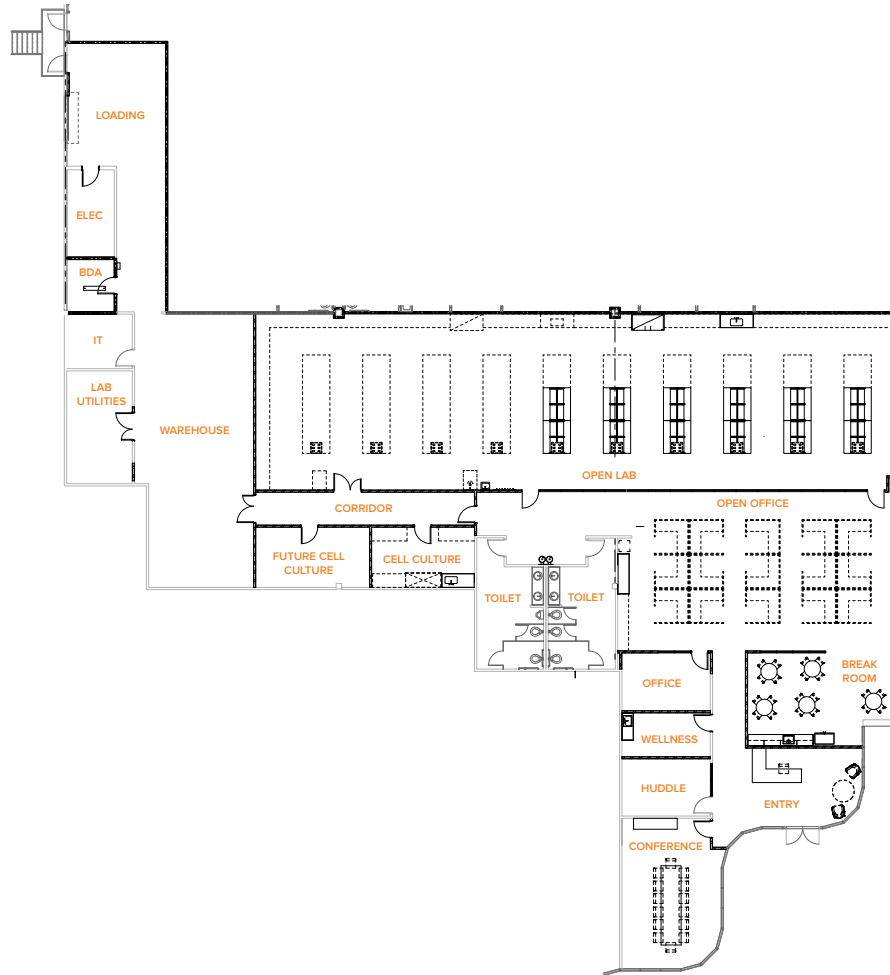 LOADING
ELEC
BDA
IT
LAB
UTILITIES
WAREHOUSE
OPEN LAB
CORRIDOR
OPEN OFFICE
FUTURE CELL
CULTURE
CELL CULTURE
TOILET
TOILET
BREAK
ROOM
OFFICE
WELLNESS
HUDDLE
ENTRY
CONFERENCE